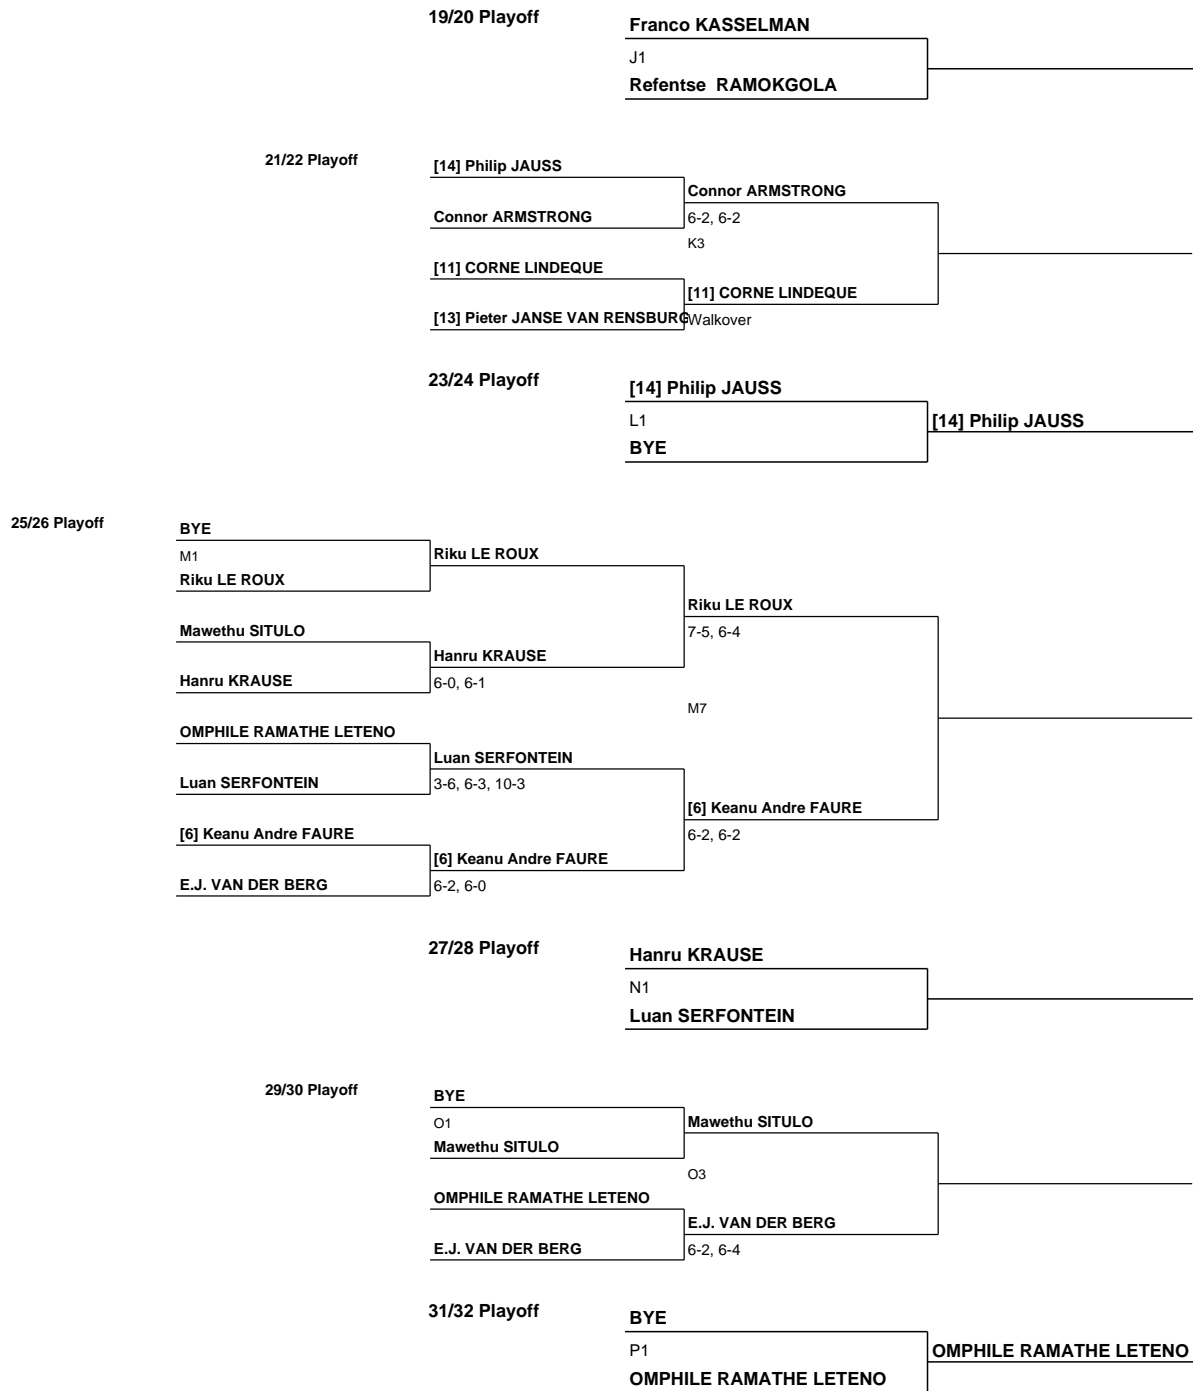 19/20 Playoff
Franco KASSELMAN
J1
Refentse  RAMOKGOLA
21/22 Playoff
[14] Philip JAUSS
Connor ARMSTRONG
Connor ARMSTRONG
6-2, 6-2
K3
[11] CORNE LINDEQUE
[11] CORNE LINDEQUE
[13] Pieter JANSE VAN RENSBURG
Walkover
23/24 Playoff
[14] Philip JAUSS
L1
[14] Philip JAUSS
BYE
25/26 Playoff
BYE
M1
Riku LE ROUX
Riku LE ROUX
Riku LE ROUX
7-5, 6-4
Mawethu SITULO
Hanru KRAUSE
Hanru KRAUSE
6-0, 6-1
M7
OMPHILE RAMATHE LETENO
Luan SERFONTEIN
Luan SERFONTEIN
3-6, 6-3, 10-3
[6] Keanu Andre FAURE
6-2, 6-2
[6] Keanu Andre FAURE
[6] Keanu Andre FAURE
E.J. VAN DER BERG
6-2, 6-0
27/28 Playoff
Hanru KRAUSE
N1
Luan SERFONTEIN
29/30 Playoff
BYE
O1
Mawethu SITULO
Mawethu SITULO
O3
OMPHILE RAMATHE LETENO
E.J. VAN DER BERG
E.J. VAN DER BERG
6-2, 6-4
31/32 Playoff
BYE
P1
OMPHILE RAMATHE LETENO
OMPHILE RAMATHE LETENO